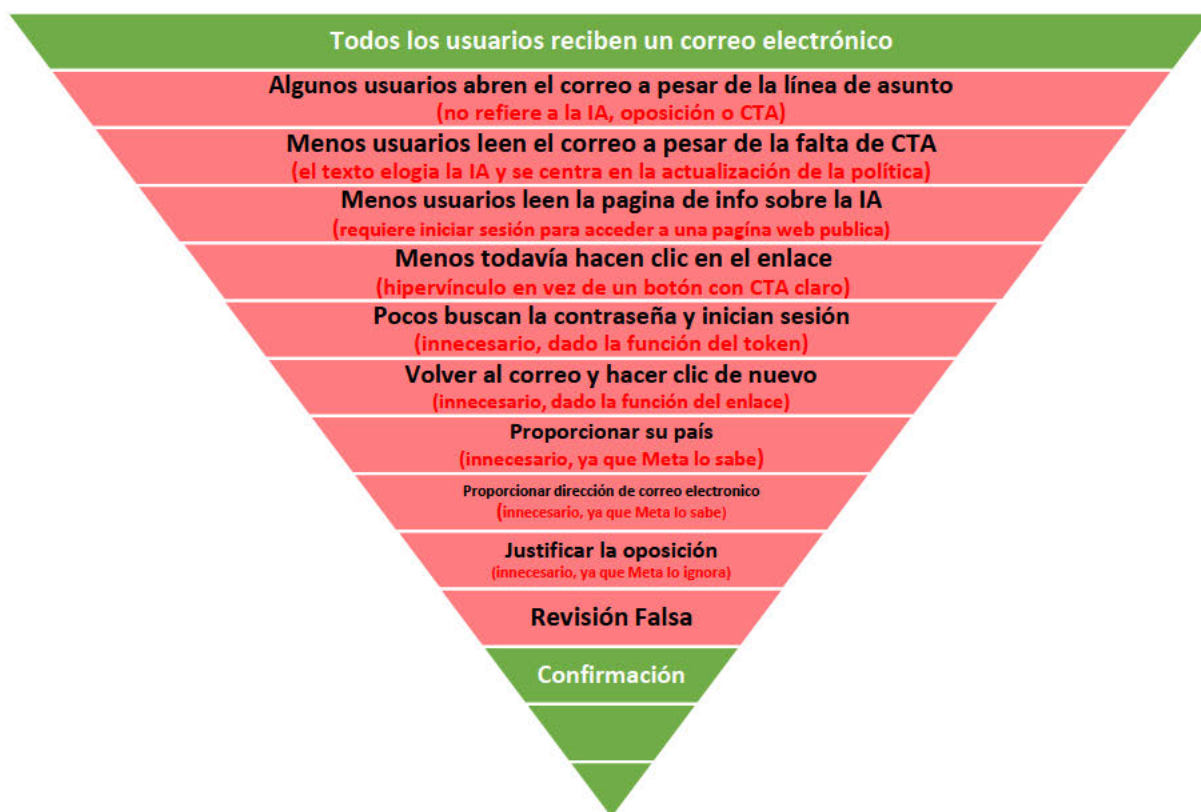 Todos los usuarios reciben un correo electrónico
Algunos usuarios abren el correo a pesar de la línea de asunto
(no refiere a la IA, oposición o CTA)
Menos usuarios leen el correo a pesar de la falta de CTA
(el texto elogia la IA y se centra en la actualización de la política)
Menos usuarios leen la pagina de info sobre la IA
(requiere iniciar sesión para acceder a una pagína web publica)
Menos todavía hacen clic en el enlace
(hipervínculo en vez de un botón con CTA claro)
Pocos buscan la contraseña y inician sesión
(innecesario, dado la función del token)
Volver al correo y hacer clic de nuevo
(innecesario, dado la función del enlace)
Proporcionar su país
(innecesario, ya que Meta lo sabe)
Proporcionar dirección de correo electronico
(innecesario, ya que Meta lo sabe)
Justificar la oposición
(innecesario, ya que Meta lo ignora)
Revisión Falsa
Confirmación